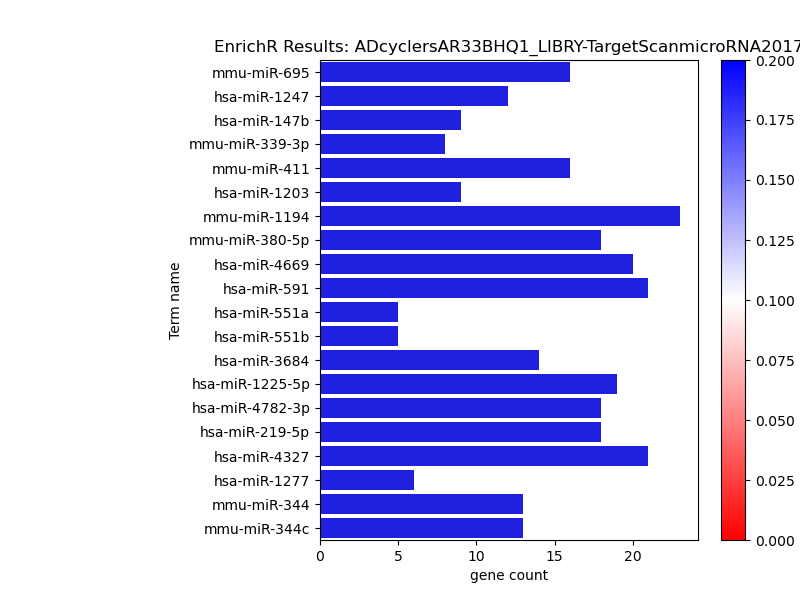 EnrichR Results: ADcyclersAR33BHQ1_LIBRY-TargetScanmicroRNA2017
mmu-miR-695
hsa-miR-1247
hsa-miR-147b
mmu-miR-339-3p
mmu-miR-411
hsa-miR-1203
mmu-miR-1194
mmu-miR-380-5p
hsa-miR-4669
hsa-miR-591
hsa-miR-551a
hsa-miR-551b
hsa-miR-3684
hsa-miR-1225-5p
hsa-miR-4782-3p
hsa-miR-219-5p
hsa-miR-4327
hsa-miR-1277
mmu-miR-344
mmu-miR-344c
Term name
0 5 10 15 20
gene count
0.200
0.175
0.150
0.125
0.100
0.075
0.050
0.025
0.000